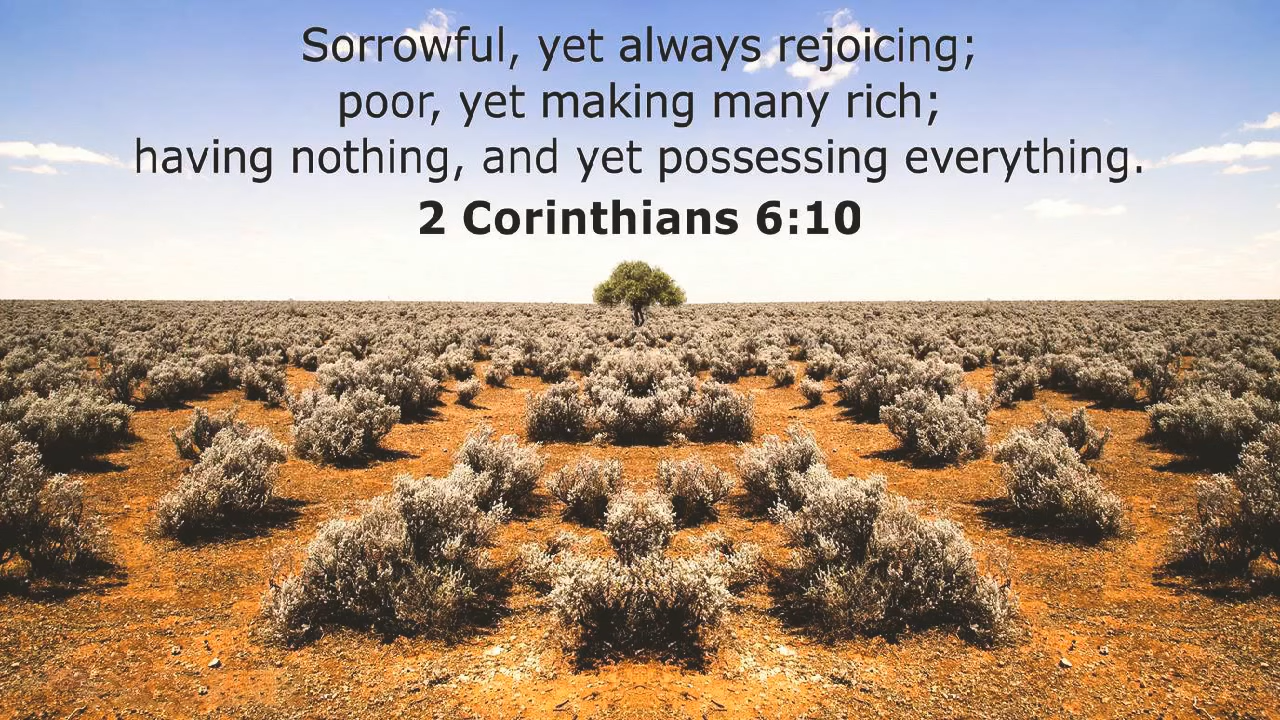 Sorrowful, yet always rejoicing;
poor, yet making many rich;
having nothing, and yet possessing everything.
2 Corinthians 6:10